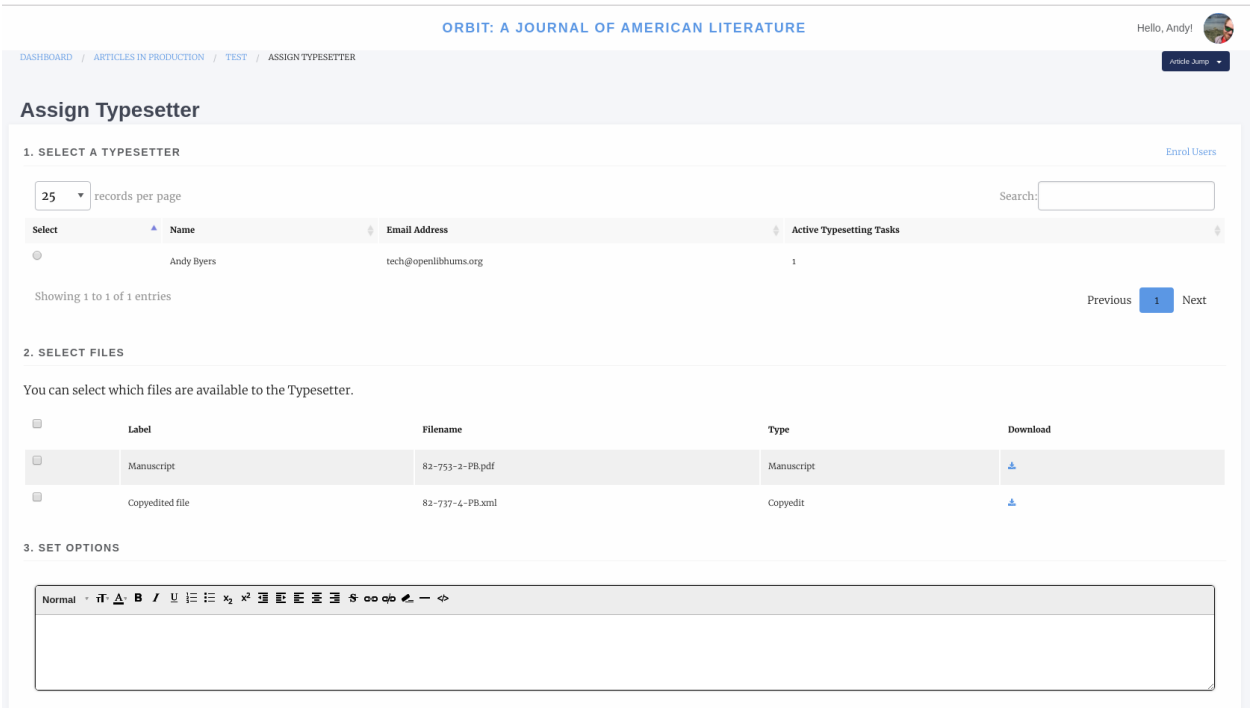 ORBIT: A JOURNAL OF AMERICAN LITERATURE
Hello, Andy!
DASHBOARD / ARTICLES IN PRODUCTION / TEST / ASSIGN TYPESETTER
Article Jump
Assign Typesetter
1. SELECT A TYPESETTER
Enrol Users
25 records per page
Search:
Select Name Email Address Active Typesetting Tasks
Andy Byers tech@openlibhums.org 1
Showing 1 to 1 of 1 entries
Previous 1 Next
2. SELECT FILES
You can select which files are available to the Typesetter.
Label Filename Type Download
Manuscript 82-753-2-PB.pdf Manuscript
Copyedited file 82-737-4-PB.xml Copyedit
3. SET OPTIONS
Normal